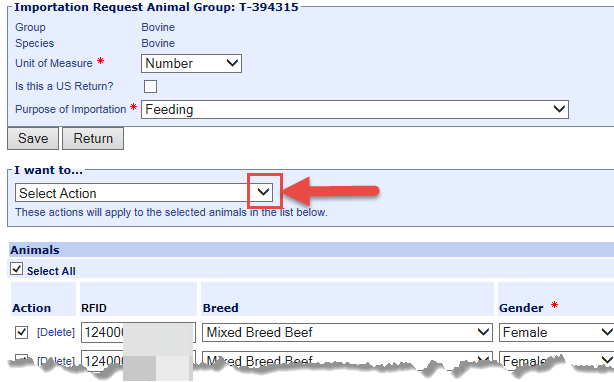 Importation Request Animal Group: T-394315
Group Bovine
Species Bovine
Unit of Measure * Number
Is this a US Return?
Purpose of Importation * Feeding
Save Return
I want to...
Select Action
These actions will apply to the selected animals in the list below.
Animals
Select All
Action RFID Breed Gender *
[Delete] 12400 Mixed Breed Beef Female
[Delete] 12400 Mixed Breed Beef Female